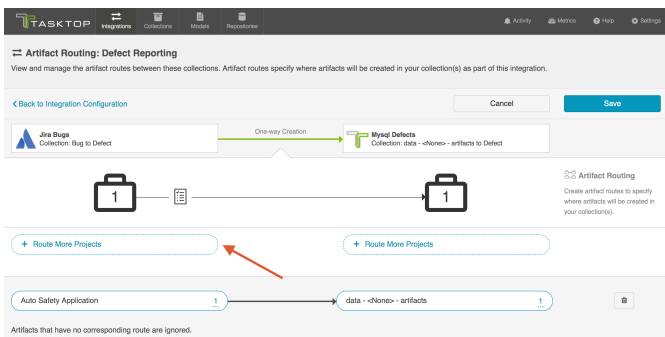 TASKTOP
Integrations
Collections
Models
Repositories
Activity
Metrics
Help
Settings
Artifact Routing: Defect Reporting
View and manage the artifact routes between these collections. Artifact routes specify where artifacts will be created in your collection(s) as part of this integration.
Back to Integration Configuration
Cancel
Save
Jira Bugs
Collection: Bug to Defect
One-way Creation
Mysql Defects
Collection: data - <None> - artifacts to Defect
1
1
Artifact Routing
Create artifact routes to specify
where artifacts will be created in
your collection(s).
+ Route More Projects
+ Route More Projects
Auto Safety Application
1
data - <None> - artifacts
1
Artifacts that have no corresponding route are ignored.